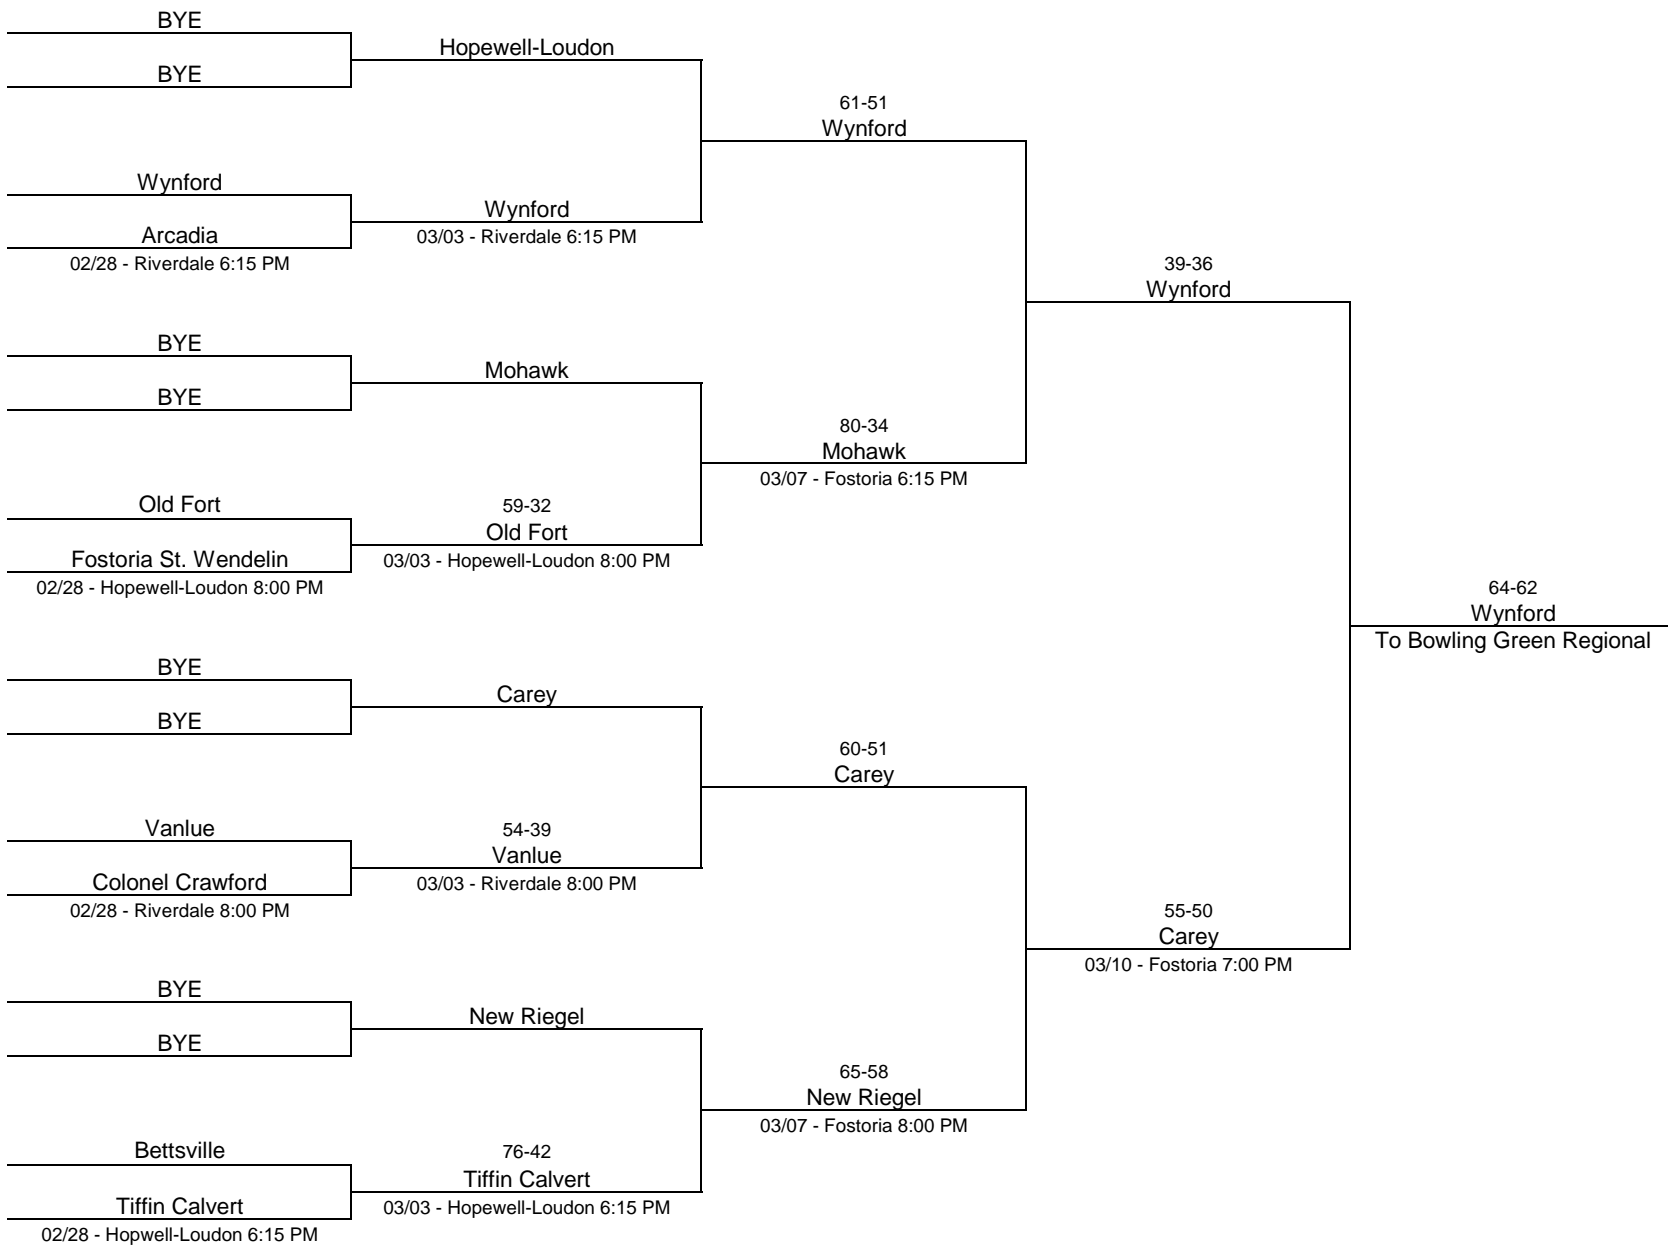 BYE
BYE
Wynford
Arcadia
02/28 - Riverdale 6:15 PM
BYE
BYE
Old Fort
Fostoria St. Wendelin
02/28 - Hopewell-Loudon 8:00 PM
BYE
BYE
Vanlue
Colonel Crawford
02/28 - Riverdale 8:00 PM
BYE
BYE
Bettsville
Tiffin Calvert
02/28 - Hopwell-Loudon 6:15 PM
Hopewell-Loudon
Wynford
03/03 - Riverdale 6:15 PM
Mohawk
59-32
Old Fort
03/03 - Hopewell-Loudon 8:00 PM
Carey
54-39
Vanlue
03/03 - Riverdale 8:00 PM
New Riegel
76-42
Tiffin Calvert
03/03 - Hopewell-Loudon 6:15 PM
61-51
Wynford
80-34
Mohawk
03/07 - Fostoria 6:15 PM
60-51
Carey
65-58
New Riegel
03/07 - Fostoria 8:00 PM
39-36
Wynford
55-50
Carey
03/10 - Fostoria 7:00 PM
64-62
Wynford
To Bowling Green Regional